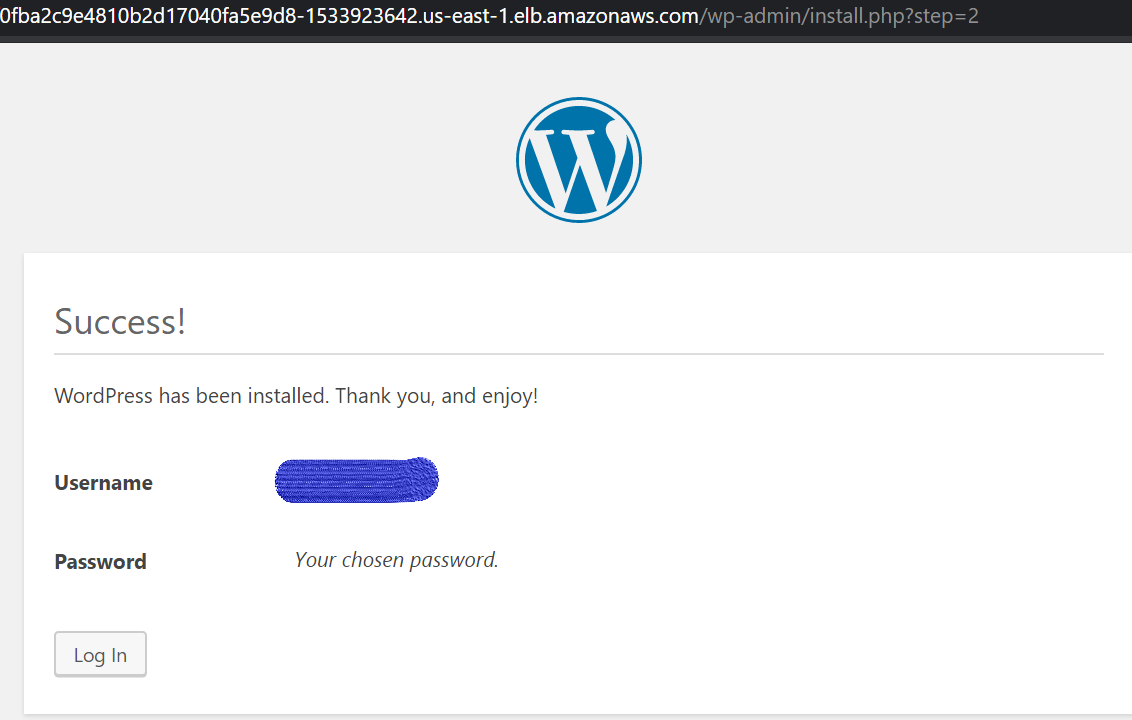 0fba2c9e4810b2d17040fa5e9d8-1533923642.us-east-1.elb.amazonaws.com/wp-admin/install.php?step=2
Success!
WordPress has been installed. Thank you, and enjoy!
Username
Password Your chosen password.
Log In